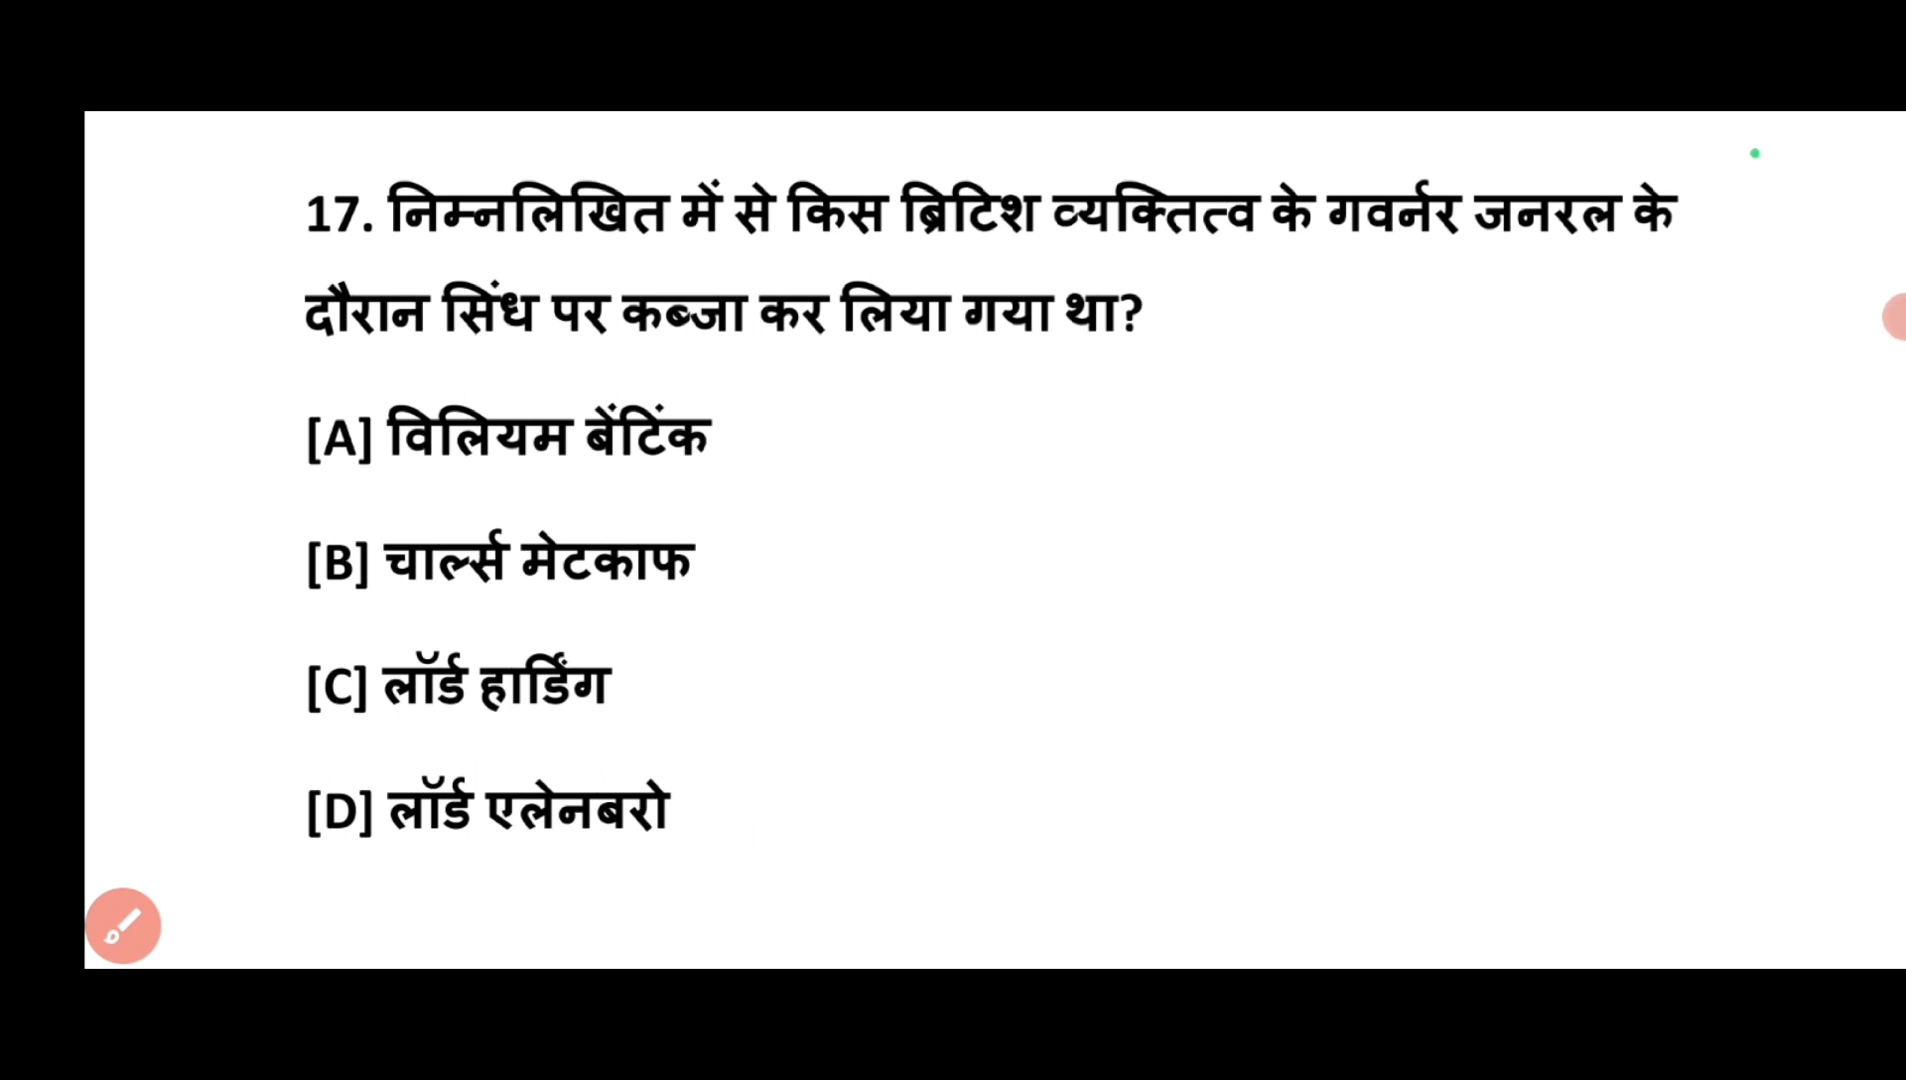 17. निम्नलिखित में से किस ब्रिटिश व्यक्तित्व के गवर्नर जनरल के
दौरान सिंध पर कब्जा कर लिया गया था?
[A] विलियम बेंटिंक
[B] चार्ल्स मेटकाफ
[C] लॉर्ड हार्डिंग
[D] लॉर्ड एलेनबरो